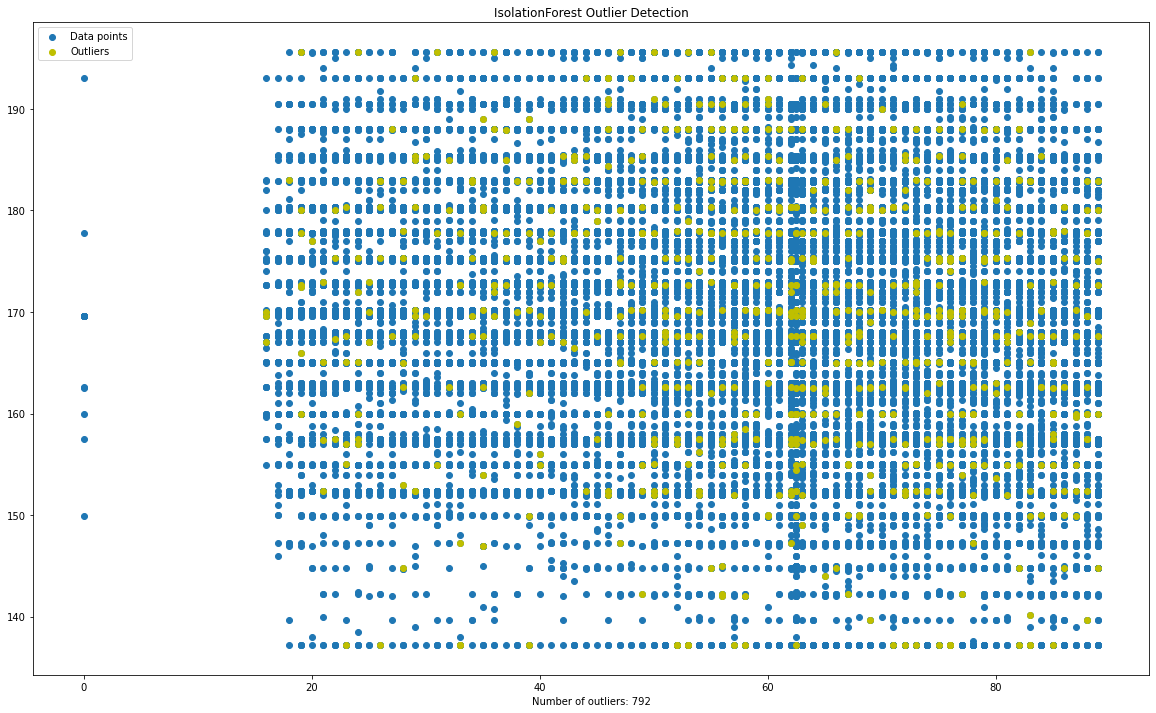 IsolationForest Outlier Detection
Data points
Outliers
190
180
170
160
150
140
0 20 40 60 80
Number of outliers: 792